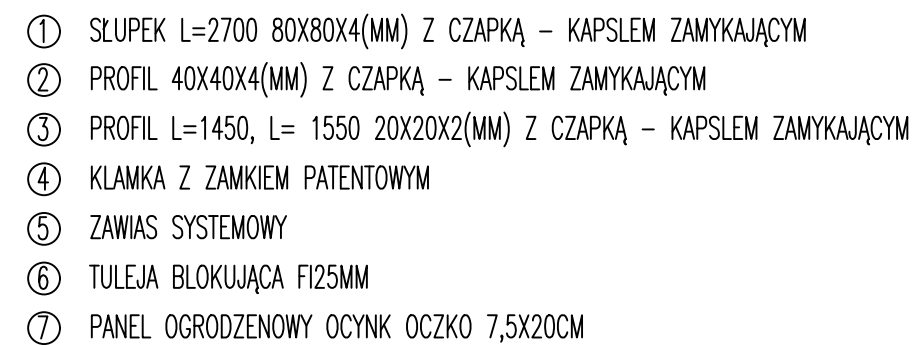 ① SŁUPEK L=2700 80X80X4(MM) Z CZAPKĄ – KAPSLEM ZAMYKAJĄCYM
② PROFIL 40X40X4(MM) Z CZAPKĄ – KAPSLEM ZAMYKAJĄCYM
③ PROFIL L=1450, L= 1550 20X20X2(MM) Z CZAPKĄ – KAPSLEM ZAMYKAJĄCYM
④ KLAMKA Z ZAMKIEM PATENTOWYM
⑤ ZAWIAS SYSTEMOWY
⑥ TULEJA BLOKUJĄCA FI25MM
⑦ PANEL OGRODZENOWY OCYNK OCZKO 7,5X20CM